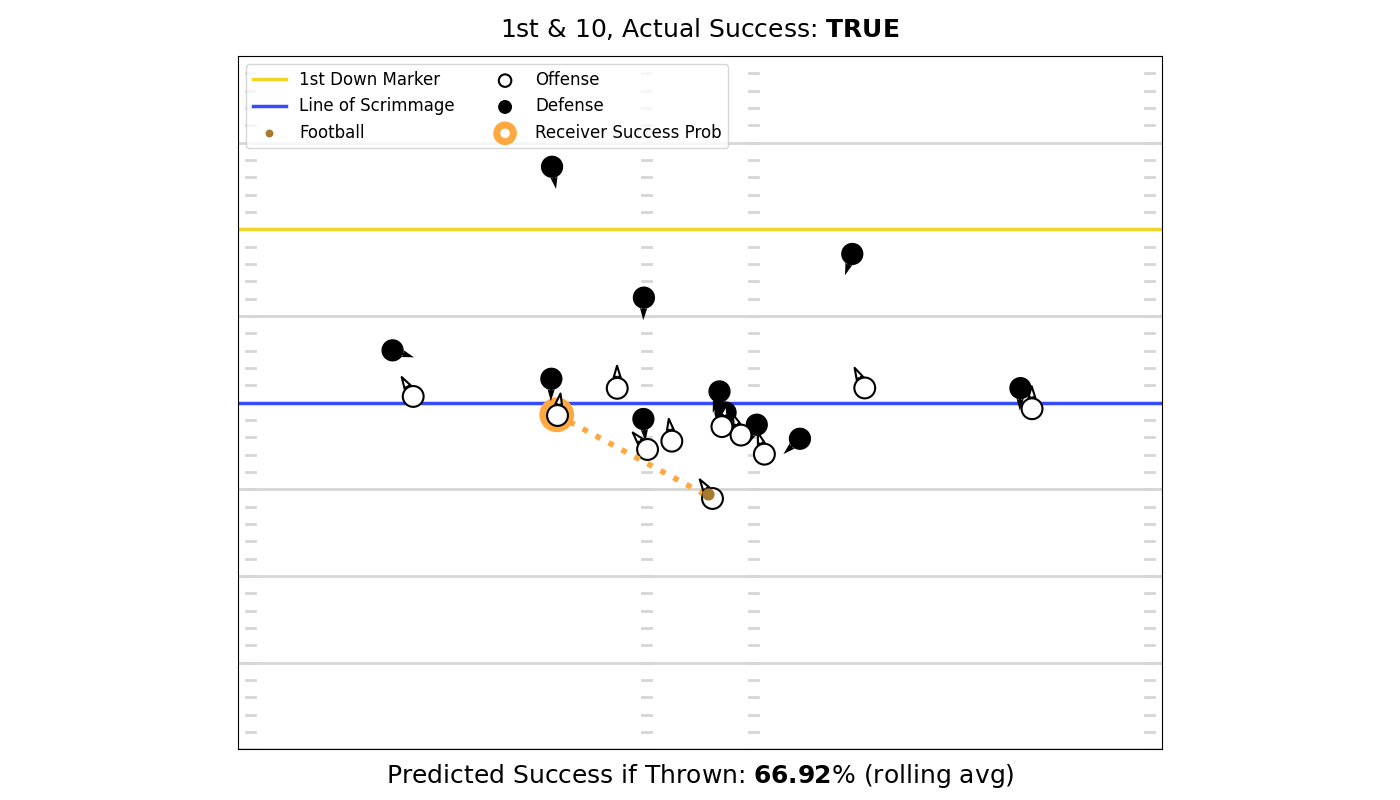 1st & 10, Actual Success: TRUE
1st Down Marker
Line of Scrimmage
Football
Offense
Defense
Receiver Success Prob
Predicted Success if Thrown: 66.92% (rolling avg)